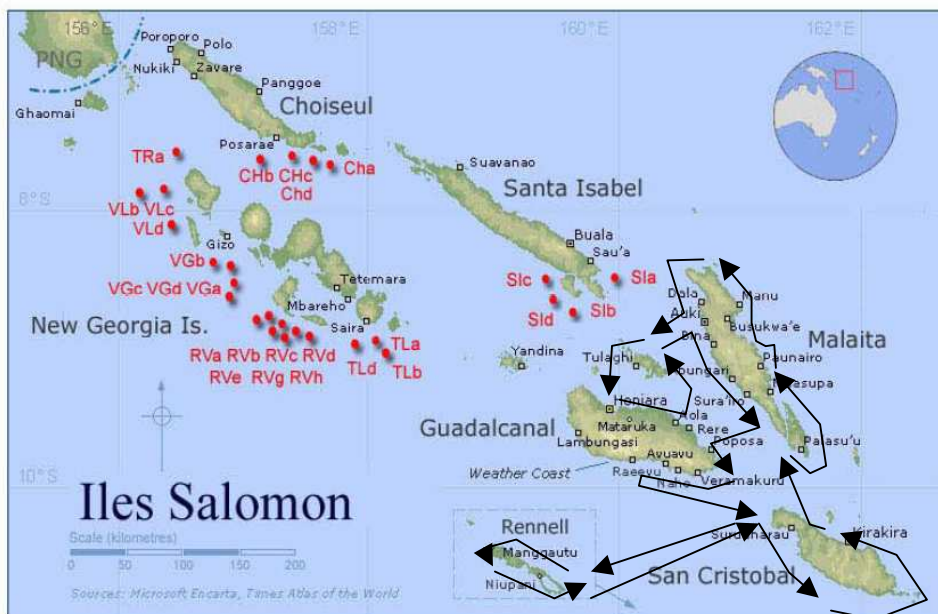 156°E
158°E
160°E
162°E
PNG
Poroporo
Polo
Nukiki
Zavare
Panggoe
Ghaomai
Choiseul
Posarae
TRa
CHb CHc
Chd
Cha
Suavanao
Santa Isabel
8°S
VLb VLc
VLd
Gizo
Buala
Sau'a
VGb
SIc
SIa
SIb
SId
VGc VGd VGa
Tetemara
Mbareho
Saira
New Georgia Is.
Dala
Manu
Auki
Busukwa'e
Bina
Malaita
TLa
TLd
TLb
RVa RVb RVc RVd
RVe RVg RVh
Yandina
Tulaghi
Paunairo
Honiara
Sura'iro
Aola
Mataruka
Rere
Guadalcanal
Lambungasi
Poposa
Palasu'u
Avuavu
Weather Coast
Raeavu
Veramakuru
10°S
Iles Salomon
Scale (kilometres)
0 50 100 150 200
Rennell
Manggautu
Niupani
Kirakira
San Cristobal
Sources: Microsoft Encarta, Times Atlas of the World